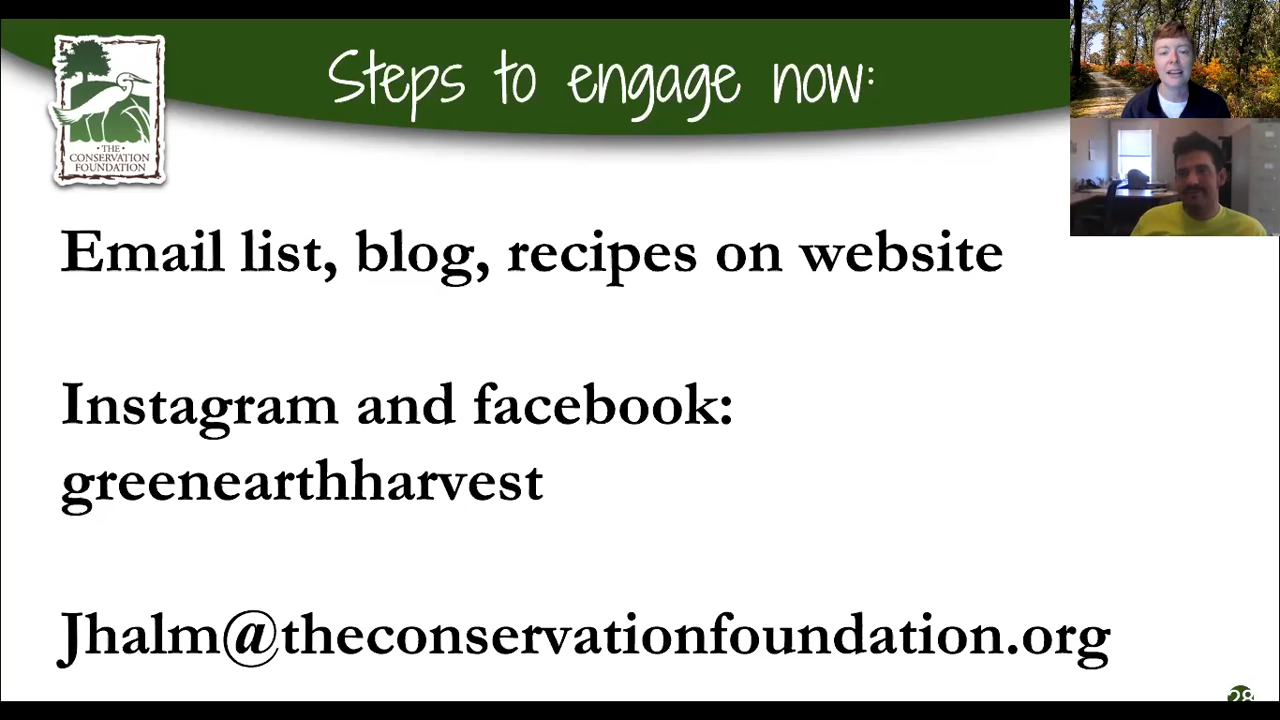 Steps to engage now:
• THE •
CONSERVATION
FOUNDATION
Email list, blog, recipes on website
Instagram and facebook:
greenearthharvest
Jhalm@theconservationfoundation.org
28